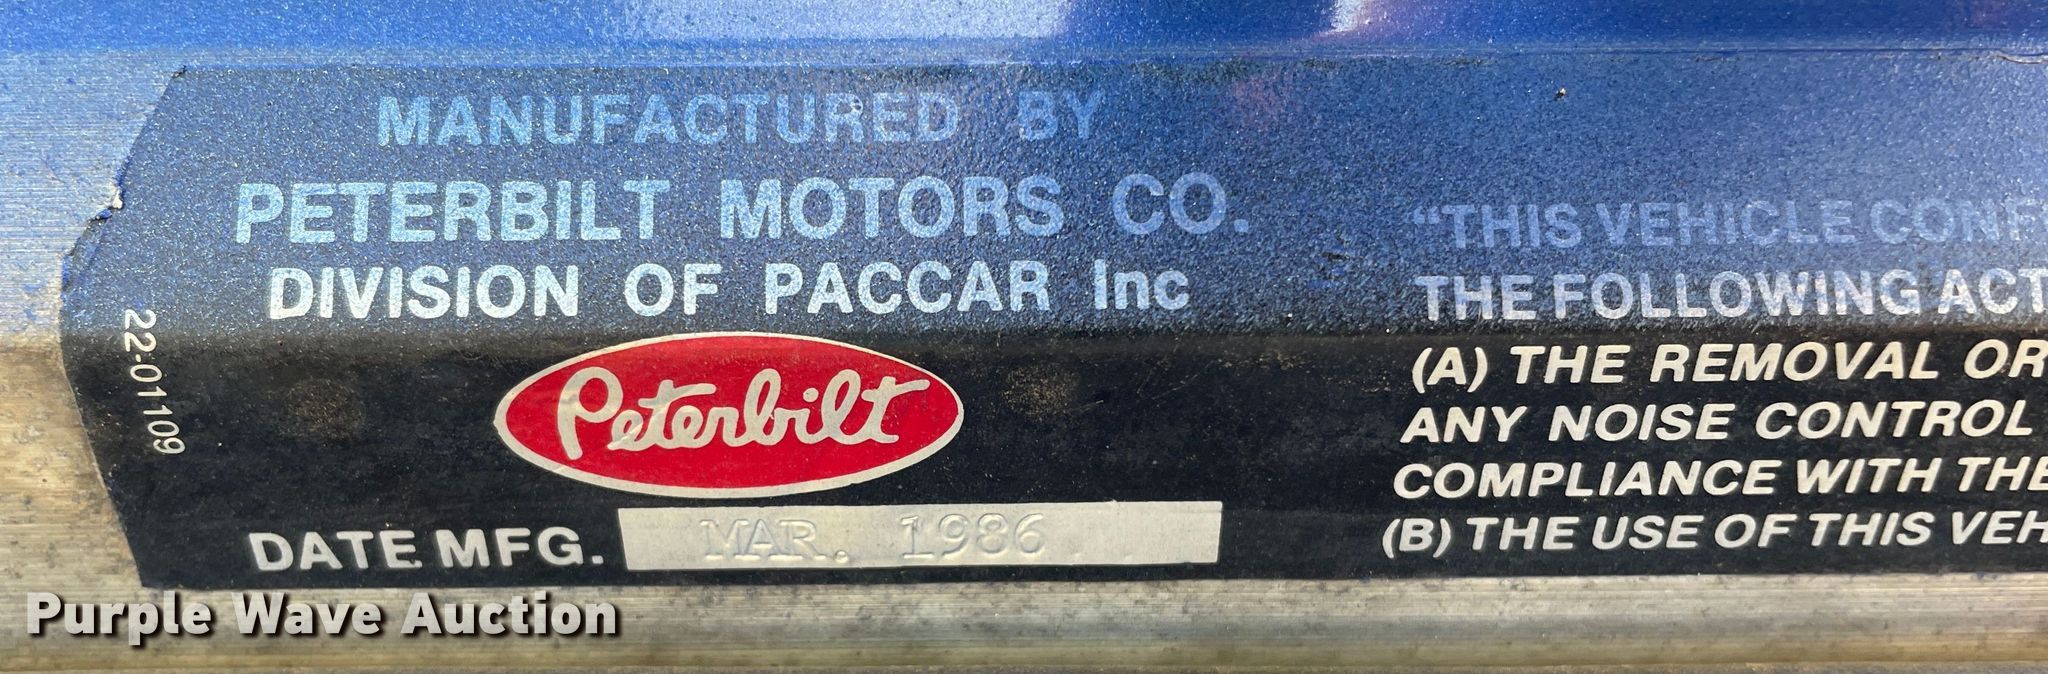 MANUFACTURED BY
PETERBILT MOTORS CO.
DIVISION OF PACCAR Inc
Peterbilt
DATE MFG. MAR. 1986
22-01109
"THIS VEHICLE CONF
THE FOLLOWING ACT
(A) THE REMOVAL OR
ANY NOISE CONTROL
COMPLIANCE WITH THE
(B) THE USE OF THIS VEH
Purple Wave Auction